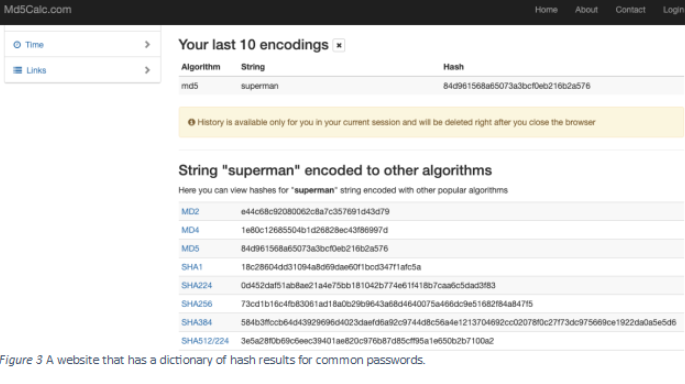 Md5Calc.com Home About Contact Login
Time
Links
Your last 10 encodings ×
Algorithm String Hash
md5 superman 84d961568a65073a3bcf0eb216b2a576
History is available only for you in your current session and will be deleted right after you close the browser
String "superman" encoded to other algorithms
Here you can view hashes for "superman" string encoded with other popular algorithms
MD2 e44c68c92080062c8a7c357691d43d79
MD4 1e80c12685504b1d26828ec43f86997d
MD5 84d961568a65073a3bcf0eb216b2a576
SHA1 18c28604dd31094a8d69dae60f1bcd347f1afc5a
SHA224 0d452daf51ab8ae21a4e75bb181042b774e61f418b7caa6c5dad3f83
SHA256 73cd1b16c4fb83061ad18a0b29b9643a68d4640075a466dc9e51682f84a847f5
SHA384 584b3ffccb64d43929696d4023daefd6a92c9744d8c56a4e1213704692cc02078f0c27f73dc975669ce1922da0a5e5d6
SHA512/224 3e5a28f0b69c6eec39401ae820c976b87d85cff95a1e650b2b7100a2
Figure 3 A website that has a dictionary of hash results for common passwords.